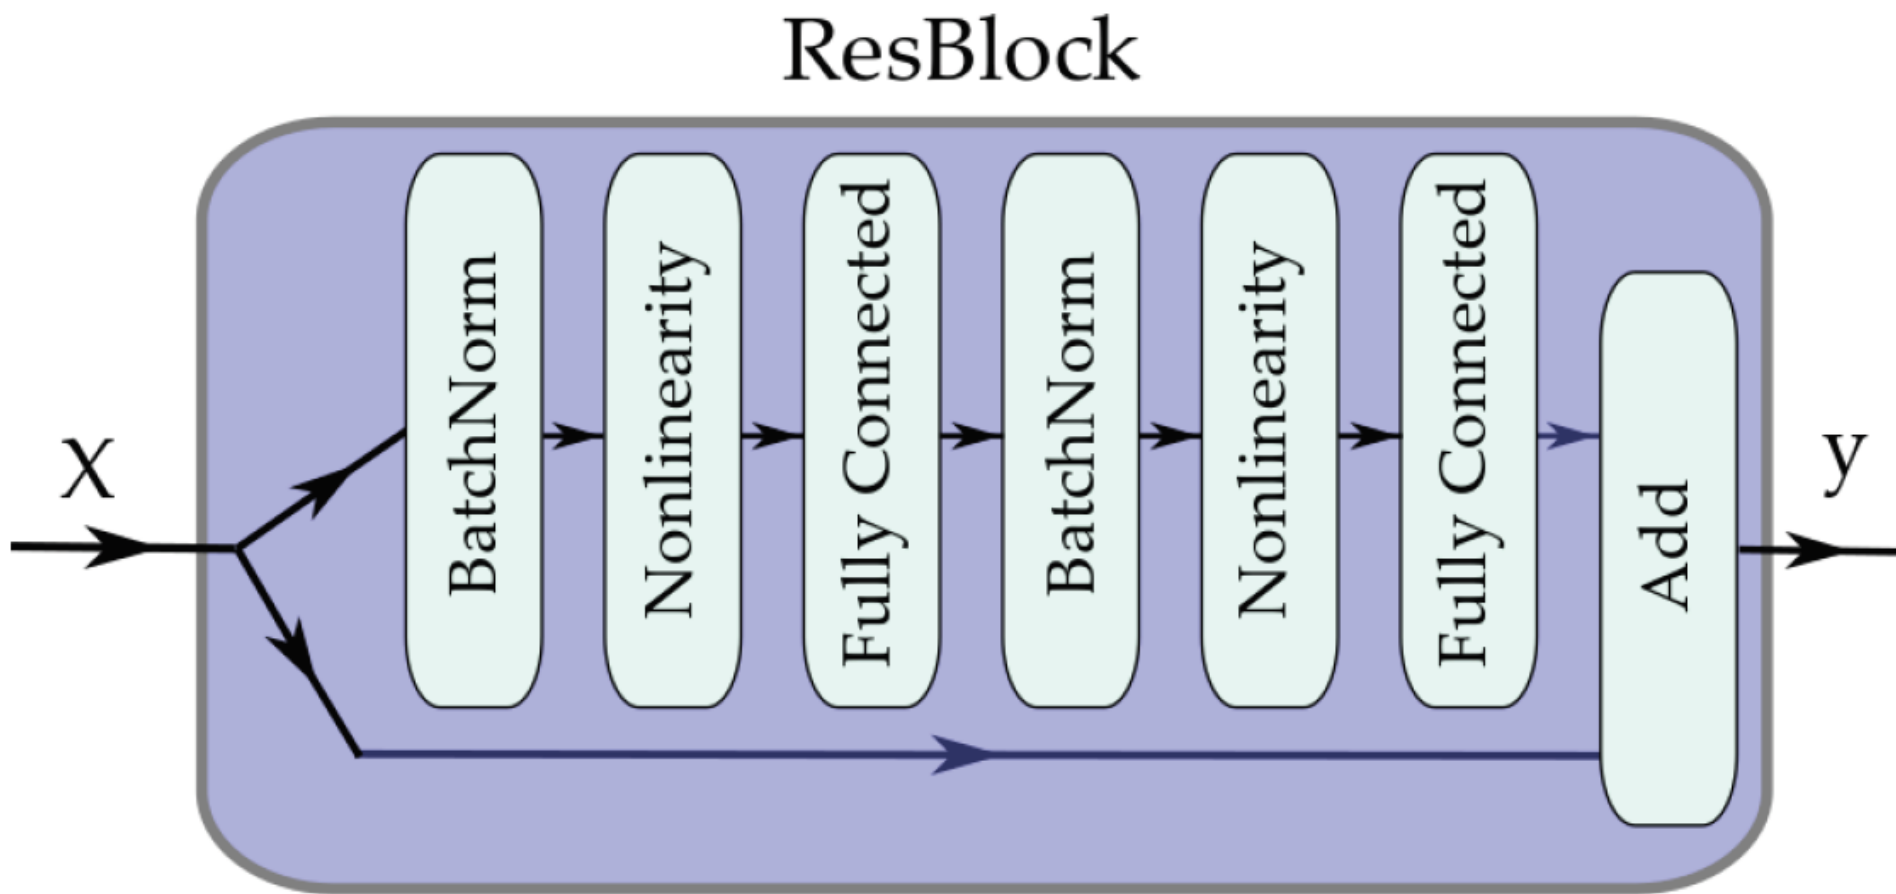 ResBlock
X
BatchNorm
Nonlinearity
Fully Connected
BatchNorm
Nonlinearity
Fully Connected
Add
y